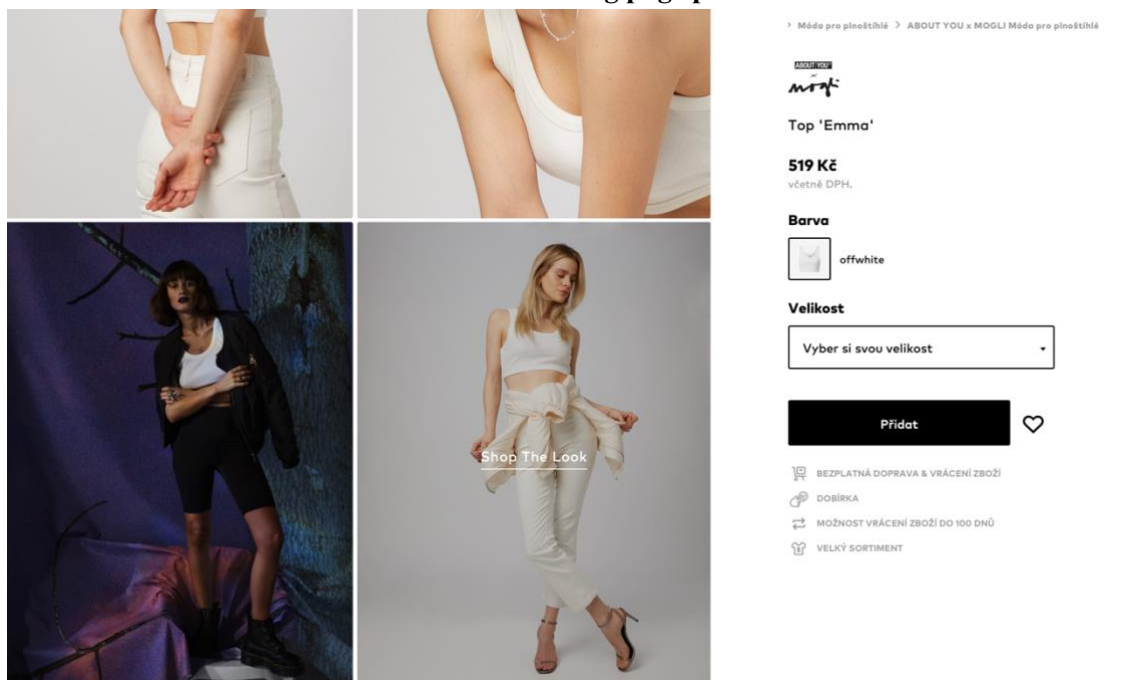 Móda pro plnoštíhlé > ABOUT YOU x MOGLI Móda pro plnoštíhlé
ABOUT YOU
x
mogli
Top 'Emma'
519 Kč
včetně DPH.
Barva
offwhite
Velikost
Vyber si svou velikost
Přidat
BEZPLATNÁ DOPRAVA & VRÁCENÍ ZBOŽÍ
DOBÍRKA
MOŽNOST VRÁCENÍ ZBOŽÍ DO 100 DNŮ
VELKÝ SORTIMENT
Shop The Look